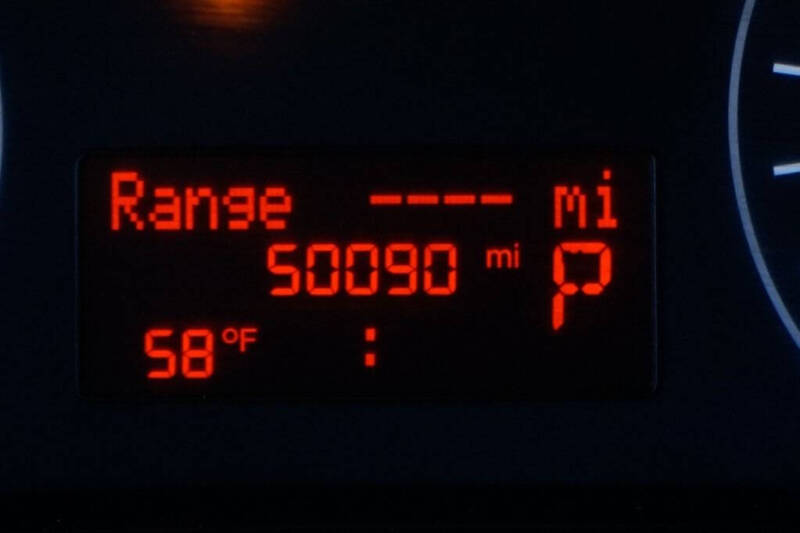 Range ---- mi
50090 mi P
58°F :